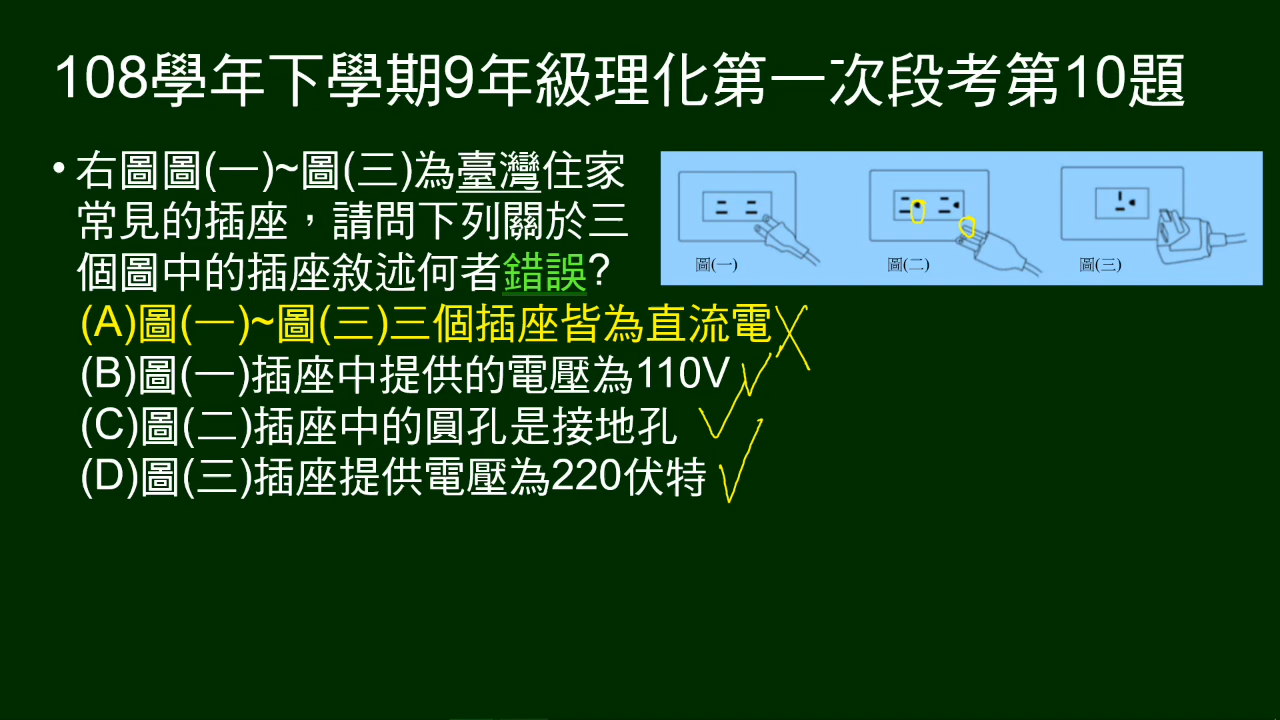 108學年下學期9年級理化第一次段考第10題
• 右圖圖(一)~圖(三)為臺灣住家
常見的插座，請問下列關於三
個圖中的插座敘述何者錯誤?
(A)圖(一)~圖(三)三個插座皆為直流電
(B)圖(一)插座中提供的電壓為110V
(C)圖(二)插座中的圓孔是接地孔
(D)圖(三)插座提供電壓為220伏特
圖(一) 圖(二) 圖(三)